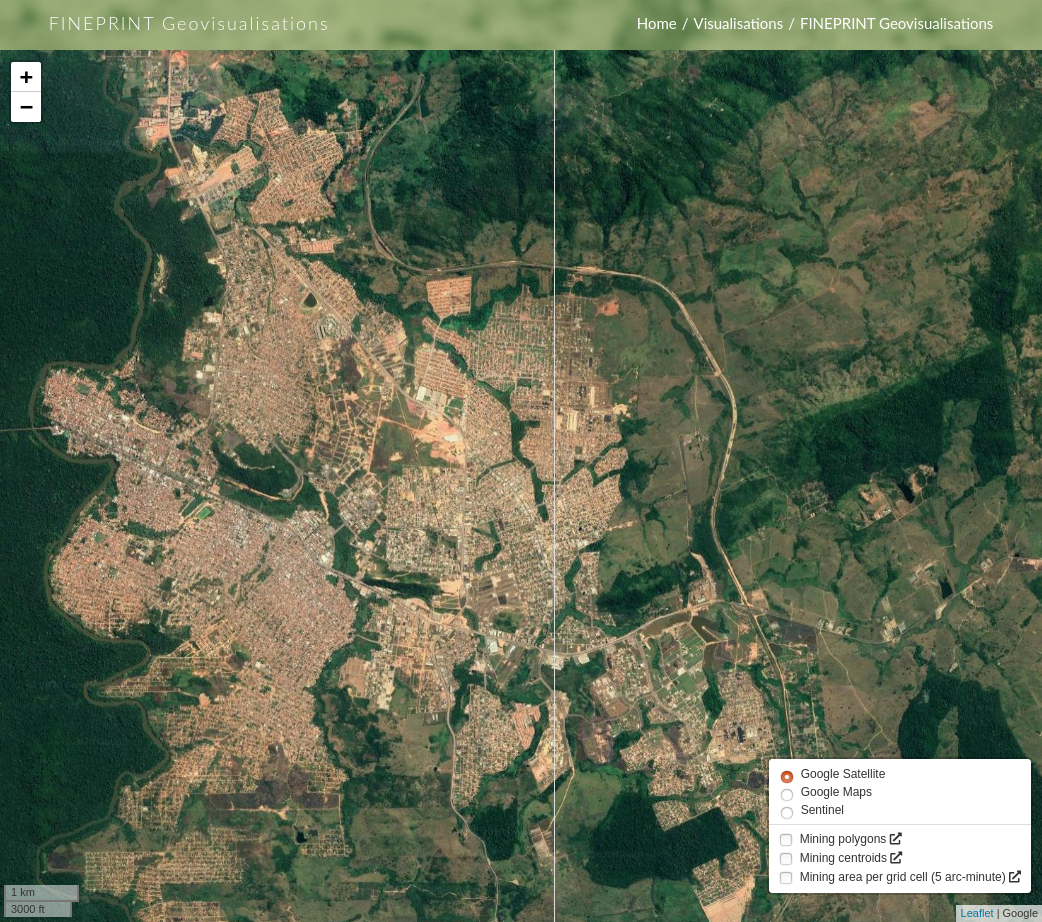 FINEPRINT Geovisualisations
Home / Visualisations / FINEPRINT Geovisualisations
+
−
Google Satellite
Google Maps
Sentinel
Mining polygons
Mining centroids
Mining area per grid cell (5 arc-minute)
1 km
3000 ft
Leaflet | Google